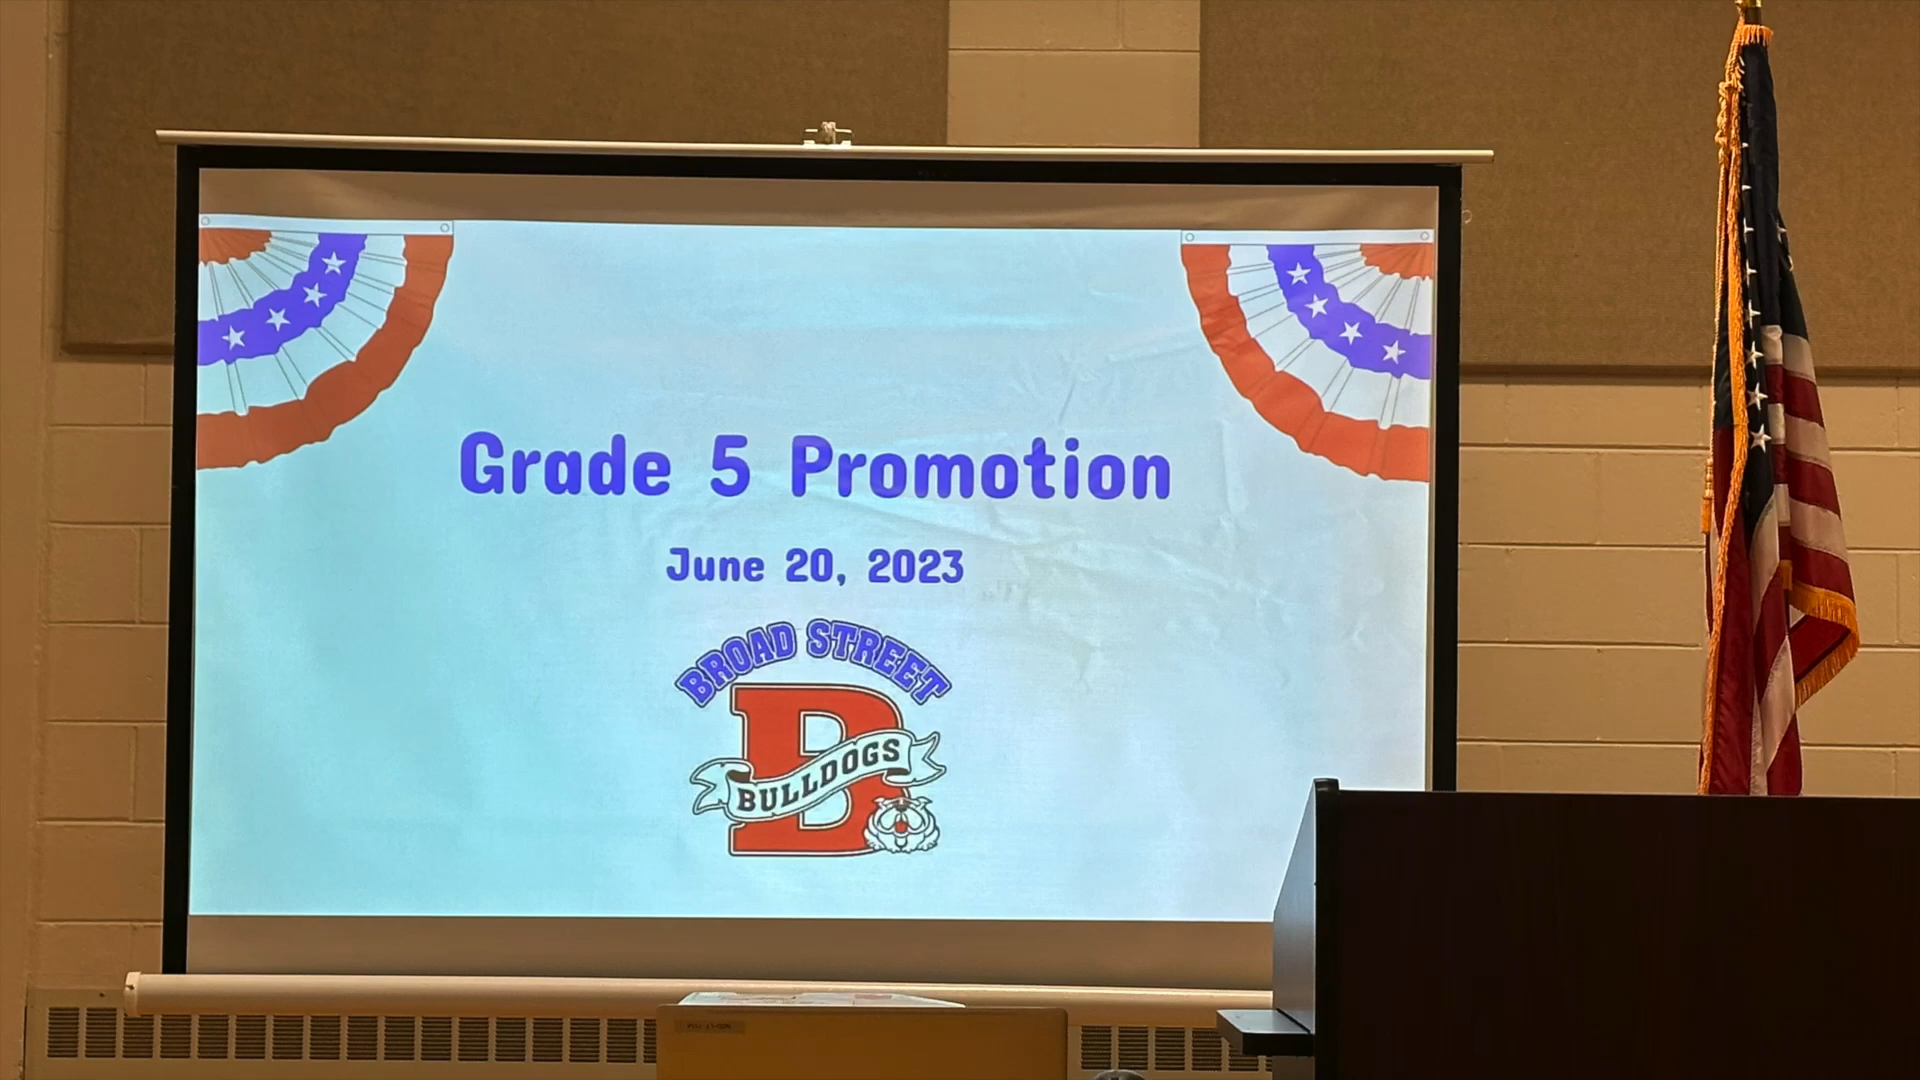 Grade 5 Promotion
June 20, 2023
BROAD STREET
B
BULLDOGS